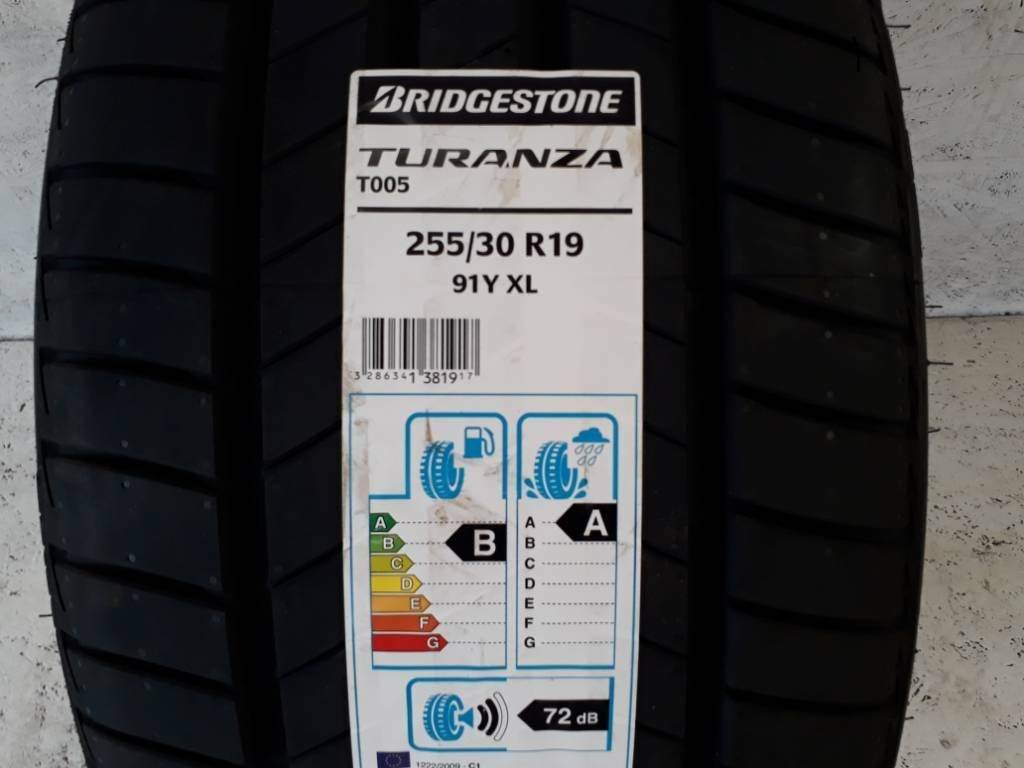 BRIDGESTONE
TURANZA
T005
255/30 R19
91Y XL
3 286341 381917
A
B
C
D
E
F
G
B
A
B
C
D
E
F
G
A
72 dB
1222/2009 - C1